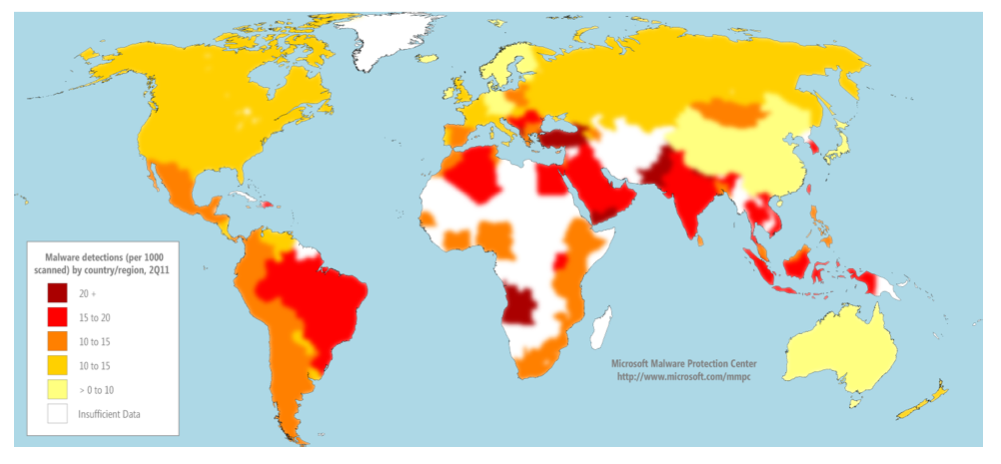 Malware detections (per 1000
scanned) by country/region, 2Q11
20 +
15 to 20
10 to 15
10 to 15
> 0 to 10
Insufficient Data
Microsoft Malware Protection Center
http://www.microsoft.com/mmpc